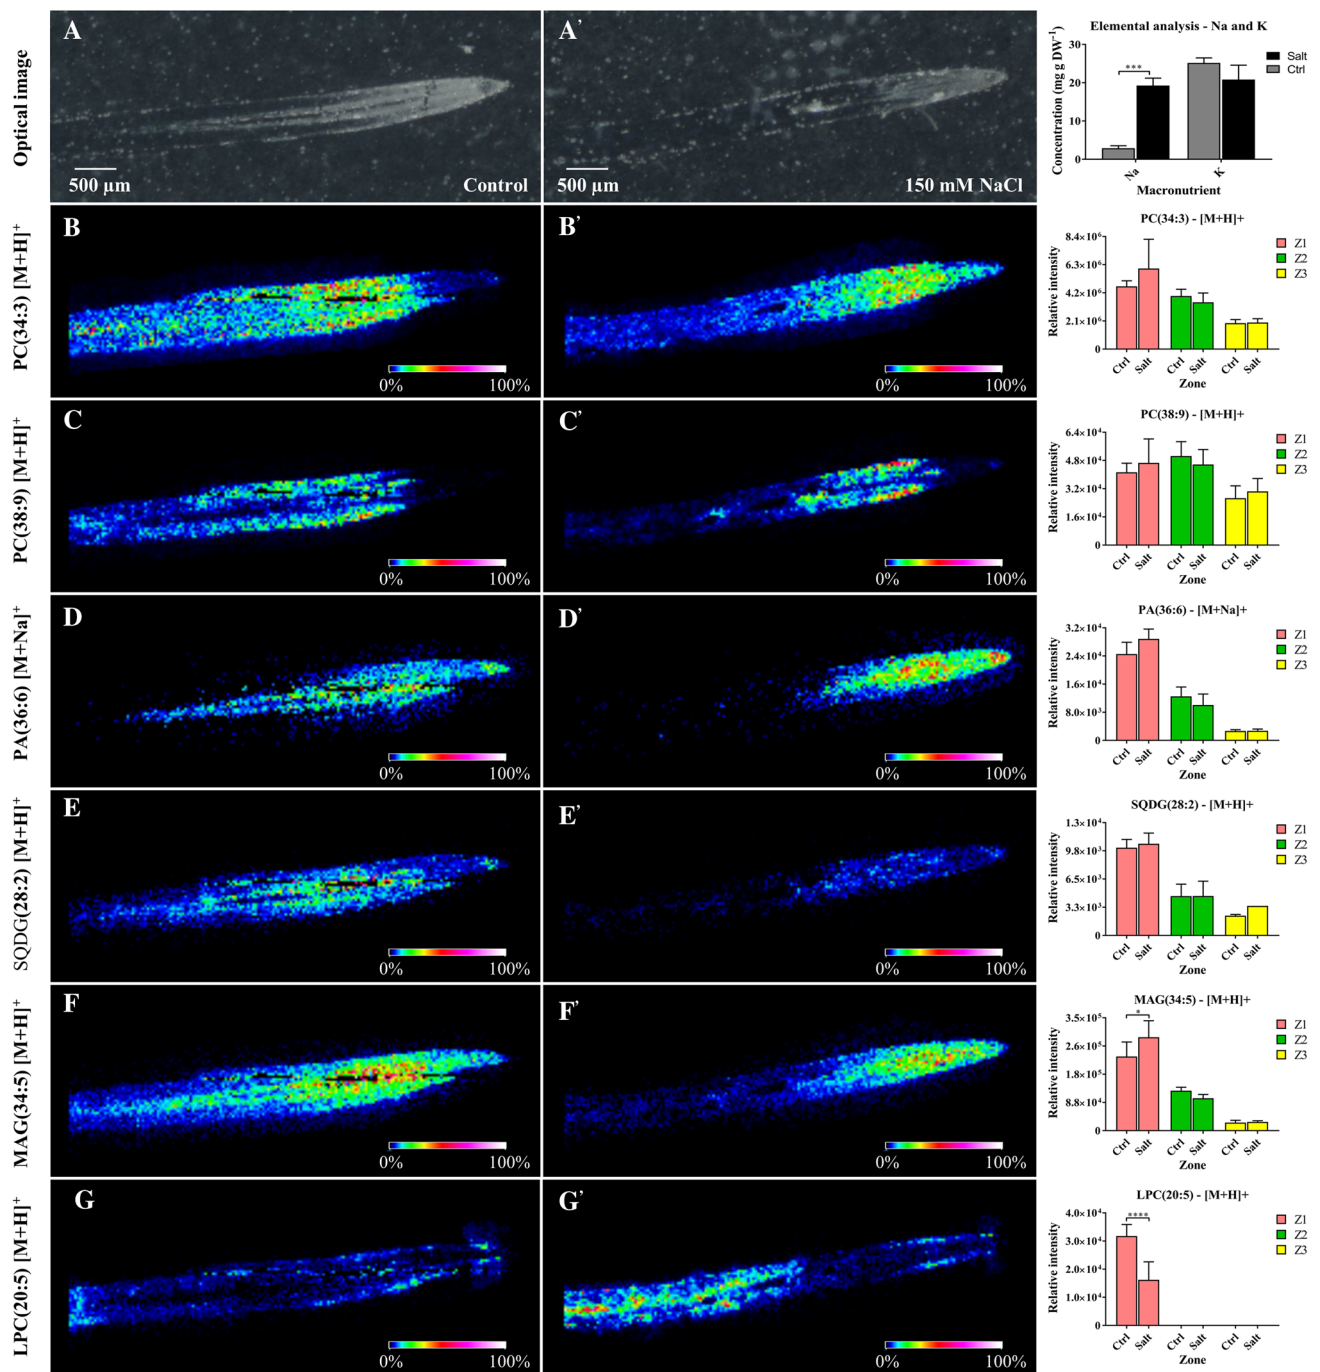 Optical image
A
500 µm
Control
A'
500 µm
150 mM NaCl
Elemental analysis - Na and K
Concentration (mg g DW⁻¹)
30
20
10
0
***
Salt
Ctrl
Na
K
Macronutrient
PC(34:3) [M+H]⁺
B
0%
100%
B'
0%
100%
PC(34:3) - [M+H]+
Relative intensity
8.4×10⁶
6.3×10⁶
4.2×10⁶
2.1×10⁶
0
Z1
Z2
Z3
Ctrl Salt Ctrl Salt Ctrl Salt
Zone
PC(38:9) [M+H]⁺
C
0%
100%
C'
0%
100%
PC(38:9) - [M+H]+
Relative intensity
6.4×10⁴
4.8×10⁴
3.2×10⁴
1.6×10⁴
0
Z1
Z2
Z3
Ctrl Salt Ctrl Salt Ctrl Salt
Zone
PA(36:6) [M+Na]⁺
D
0%
100%
D'
0%
100%
PA(36:6) - [M+Na]+
Relative intensity
3.2×10⁴
2.4×10⁴
1.6×10⁴
8.0×10³
0
Z1
Z2
Z3
Ctrl Salt Ctrl Salt Ctrl Salt
Zone
SQDG(28:2) [M+H]⁺
E
0%
100%
E'
0%
100%
SQDG(28:2) - [M+H]+
Relative intensity
1.3×10⁴
9.8×10³
6.5×10³
3.3×10³
0
Z1
Z2
Z3
Ctrl Salt Ctrl Salt Ctrl Salt
Zone
MAG(34:5) [M+H]⁺
F
0%
100%
F'
0%
100%
MAG(34:5) - [M+H]+
Relative intensity
3.5×10⁵
2.6×10⁵
1.8×10⁵
8.8×10⁴
0
*
Z1
Z2
Z3
Ctrl Salt Ctrl Salt Ctrl Salt
Zone
LPC(20:5) [M+H]⁺
G
0%
100%
G'
0%
100%
LPC(20:5) - [M+H]+
Relative intensity
4.0×10⁴
3.0×10⁴
2.0×10⁴
1.0×10⁴
0
****
Z1
Z2
Z3
Ctrl Salt Ctrl Salt Ctrl Salt
Zone